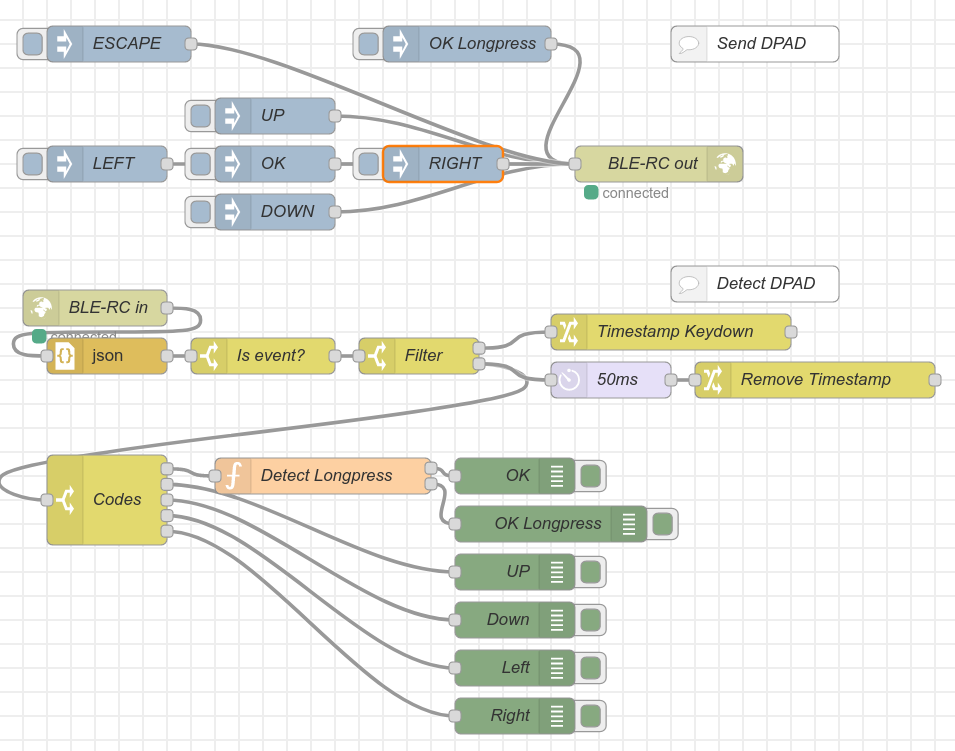 ESCAPE
OK Longpress
Send DPAD
UP
LEFT
OK
RIGHT
BLE-RC out
connected
DOWN
Detect DPAD
BLE-RC in
connected
Timestamp Keydown
json
Is event?
Filter
50ms
Remove Timestamp
Codes
Detect Longpress
OK
OK Longpress
UP
Down
Left
Right